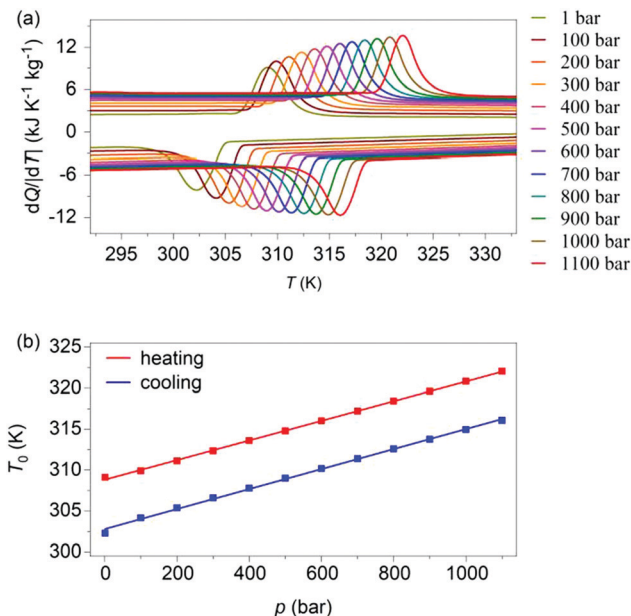 (a)
dQ/|dT| (kJ K⁻¹ kg⁻¹)
12
6
0
-6
-12
295 300 305 310 315 320 325 330
T (K)
1 bar
100 bar
200 bar
300 bar
400 bar
500 bar
600 bar
700 bar
800 bar
900 bar
1000 bar
1100 bar
(b)
T₀ (K)
325
320
315
310
305
300
heating
cooling
0 200 400 600 800 1000
p (bar)